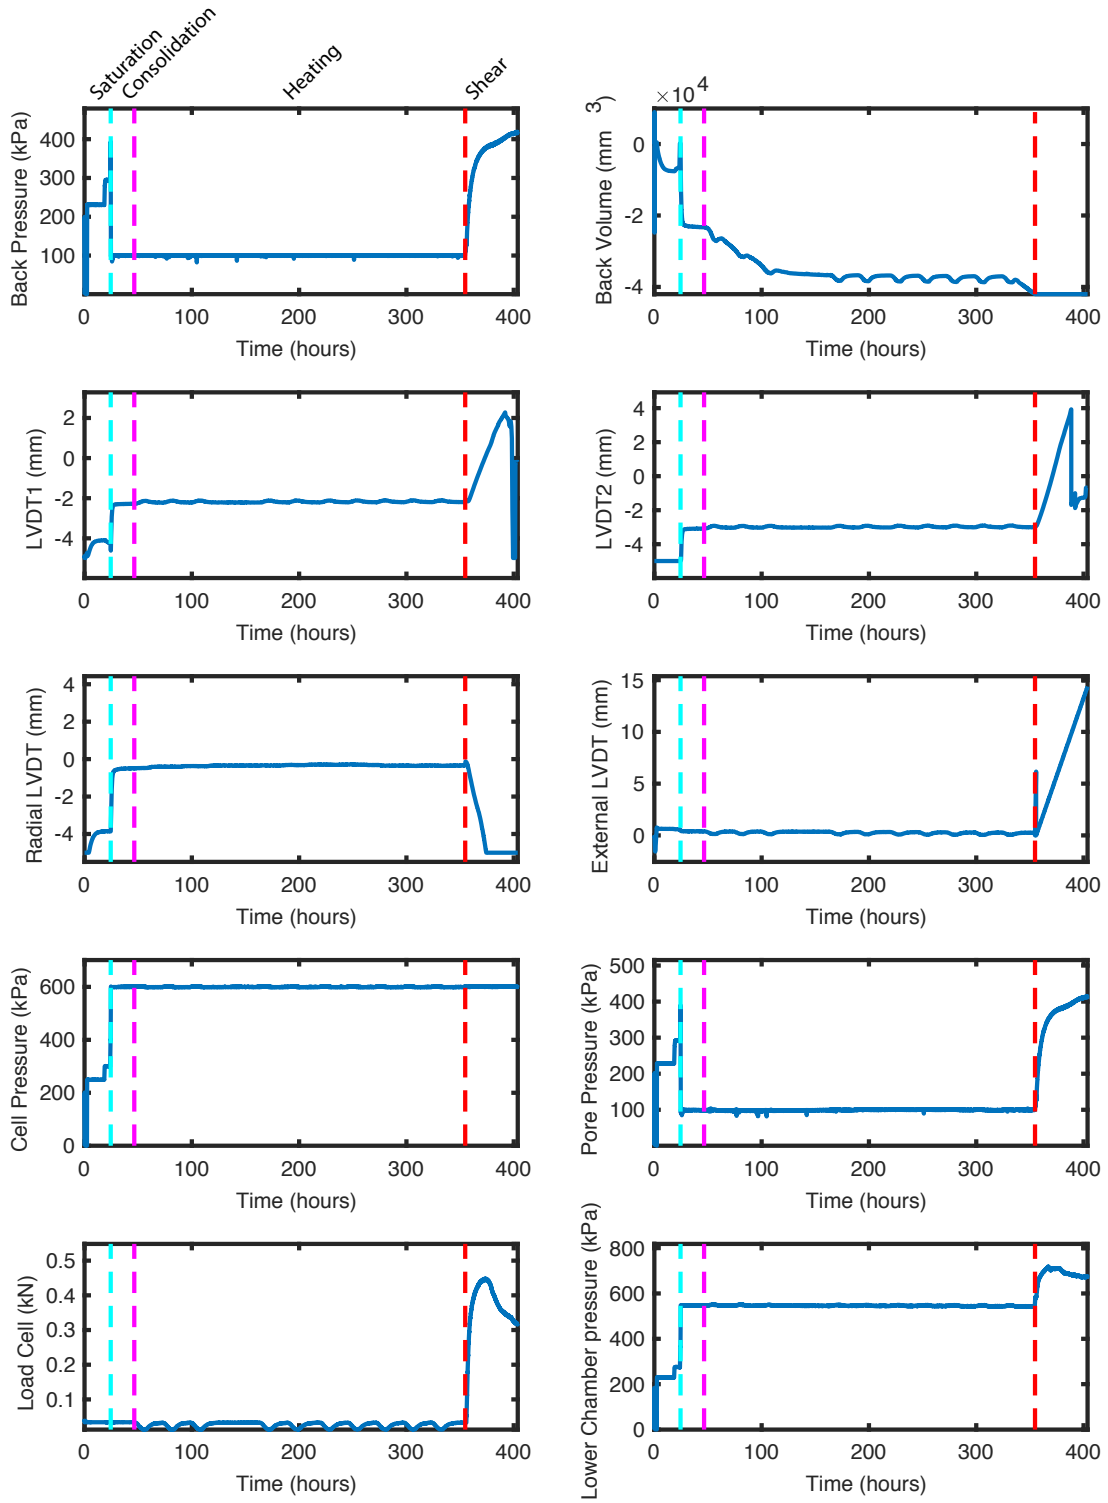 Saturation
Consolidation
Heating
Shear
Back Pressure (kPa)
400
300
200
100
0 100 200 300 400
Time (hours)
Back Volume (mm 3)
×10 4
0
-2
-4
0 100 200 300 400
Time (hours)
LVDT1 (mm)
2
0
-2
-4
0 100 200 300 400
Time (hours)
LVDT2 (mm)
4
2
0
-2
-4
0 100 200 300 400
Time (hours)
Radial LVDT (mm)
4
2
0
-2
-4
0 100 200 300 400
Time (hours)
External LVDT (mm)
15
10
5
0
0 100 200 300 400
Time (hours)
Cell Pressure (kPa)
600
400
200
0
0 100 200 300 400
Time (hours)
Pore Pressure (kPa)
500
400
300
200
100
0 100 200 300 400
Time (hours)
Load Cell (kN)
0.5
0.4
0.3
0.2
0.1
0 100 200 300 400
Time (hours)
Lower Chamber pressure (kPa)
800
600
400
200
0
0 100 200 300 400
Time (hours)